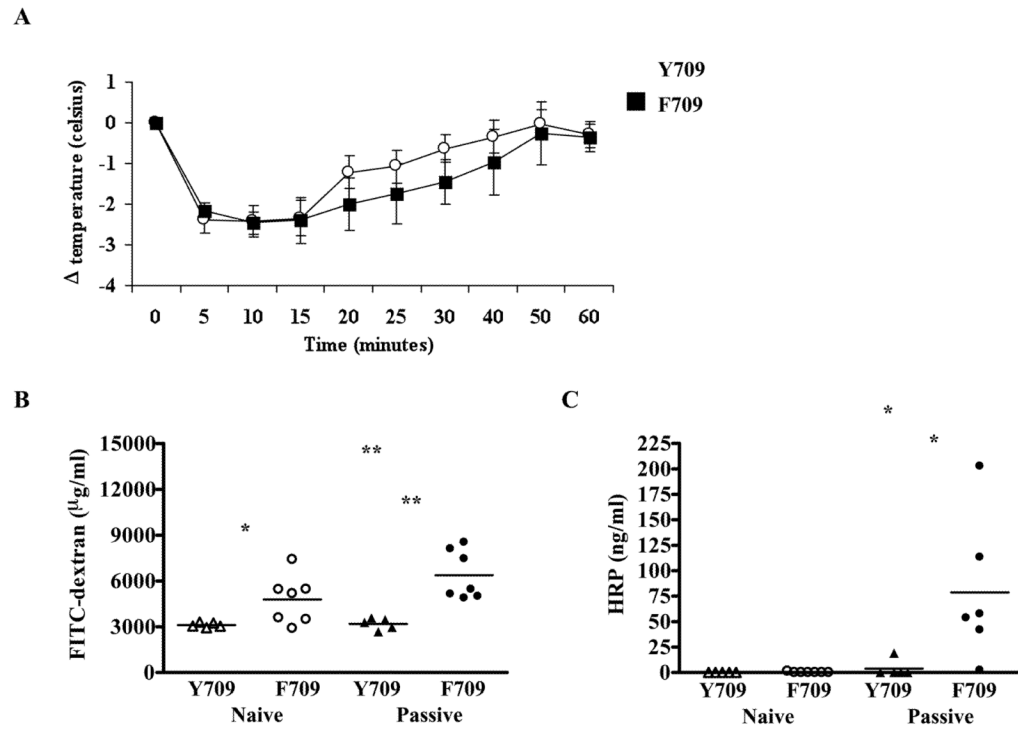 A
Y709
F709
1
0
-1
-2
-3
-4
Δ temperature (celsius)
0 5 10 15 20 25 30 40 50 60
Time (minutes)
B
15000
12000
9000
6000
3000
0
FITC-dextran (μg/ml)
*
**
**
Y709 F709 Y709 F709
Naive Passive
C
225
200
175
150
125
100
75
50
25
0
HRP (ng/ml)
*
*
Y709 F709 Y709 F709
Naive Passive